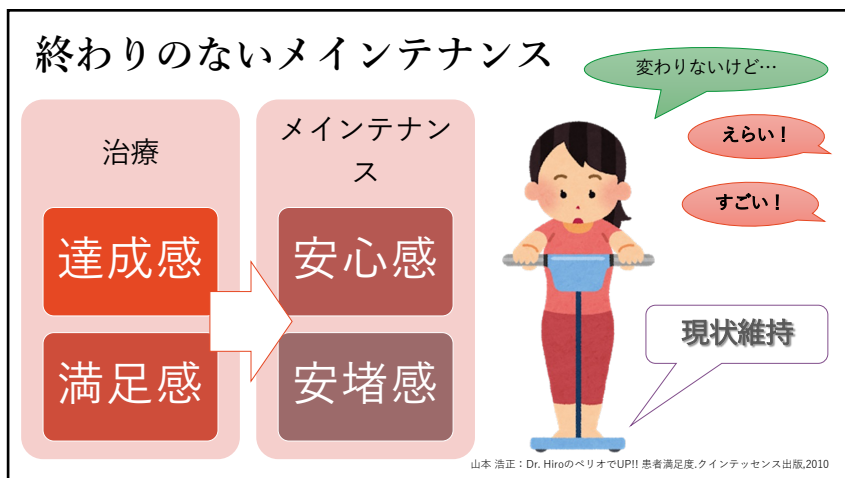 終わりのないメインテナンス
治療
達成感
満足感
メインテナン
ス
安心感
安堵感
変わりないけど…
えらい！
すごい！
現状維持
山本 浩正：Dr. HiroのペリオでUP!! 患者満足度.クインテッセンス出版,2010